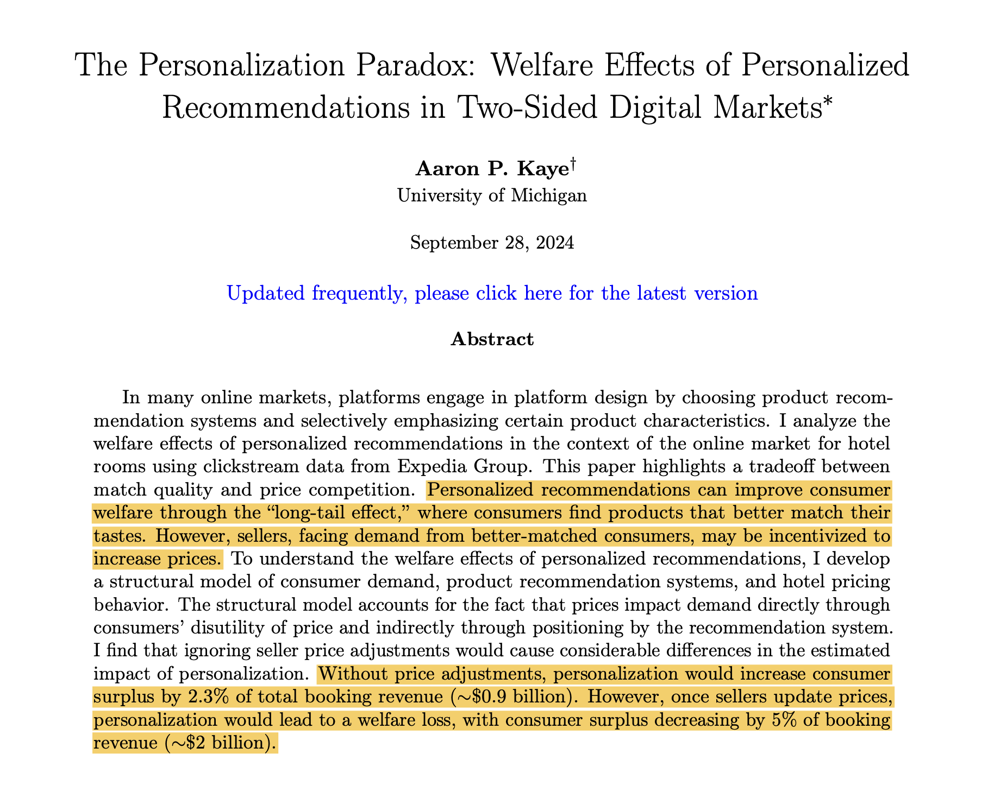 The Personalization Paradox: Welfare Effects of Personalized
Recommendations in Two-Sided Digital Markets*
Aaron P. Kaye†
University of Michigan
September 28, 2024
Updated frequently, please click here for the latest version
Abstract
In many online markets, platforms engage in platform design by choosing product recom-
mendation systems and selectively emphasizing certain product characteristics. I analyze the
welfare effects of personalized recommendations in the context of the online market for hotel
rooms using clickstream data from Expedia Group. This paper highlights a tradeoff between
match quality and price competition. Personalized recommendations can improve consumer
welfare through the “long-tail effect,” where consumers find products that better match their
tastes. However, sellers, facing demand from better-matched consumers, may be incentivized to
increase prices. To understand the welfare effects of personalized recommendations, I develop
a structural model of consumer demand, product recommendation systems, and hotel pricing
behavior. The structural model accounts for the fact that prices impact demand directly through
consumers’ disutility of price and indirectly through positioning by the recommendation system.
I find that ignoring seller price adjustments would cause considerable differences in the estimated
impact of personalization. Without price adjustments, personalization would increase consumer
surplus by 2.3% of total booking revenue (∼$0.9 billion). However, once sellers update prices,
personalization would lead to a welfare loss, with consumer surplus decreasing by 5% of booking
revenue (∼$2 billion).